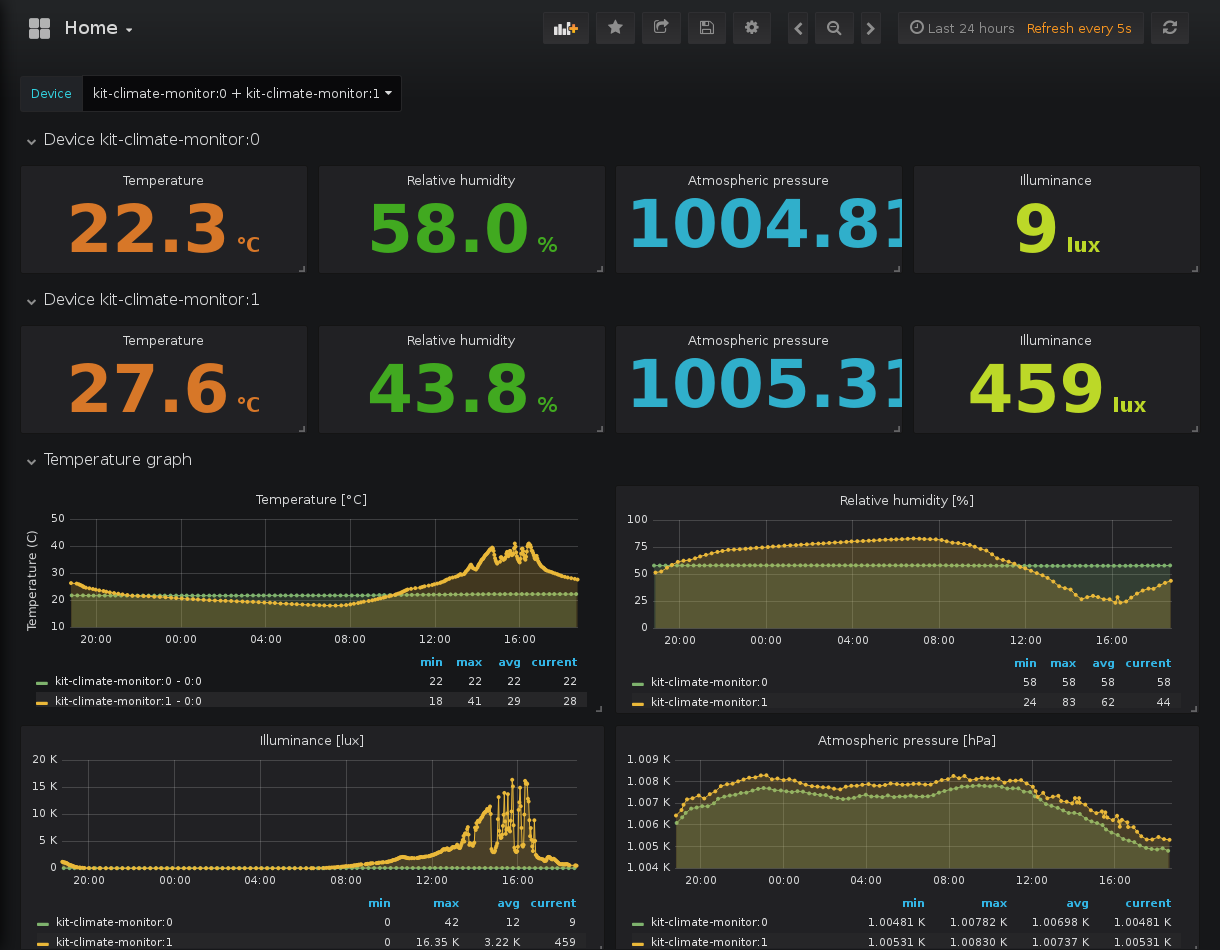 Home
Last 24 hours Refresh every 5s
Device kit-climate-monitor:0 + kit-climate-monitor:1
Device kit-climate-monitor:0
Temperature Relative humidity Atmospheric pressure Illuminance
22.3 °C 58.0 % 1004.81 9 lux
Device kit-climate-monitor:1
Temperature Relative humidity Atmospheric pressure Illuminance
27.6 °C 43.8 % 1005.31 459 lux
Temperature graph
Temperature [°C]
Temperature (C)
50
40
30
20
10
20:00 00:00 04:00 08:00 12:00 16:00
min max avg current
kit-climate-monitor:0 - 0:0 22 22 22 22
kit-climate-monitor:1 - 0:0 18 41 29 28
Relative humidity [%]
100
75
50
25
0
20:00 00:00 04:00 08:00 12:00 16:00
min max avg current
kit-climate-monitor:0 58 58 58 58
kit-climate-monitor:1 24 83 62 44
Illuminance [lux]
20 K
15 K
10 K
5 K
0
20:00 00:00 04:00 08:00 12:00 16:00
min max avg current
kit-climate-monitor:0 0 42 12 9
kit-climate-monitor:1 0 16.35 K 3.22 K 459
Atmospheric pressure [hPa]
1.009 K
1.008 K
1.007 K
1.006 K
1.005 K
1.004 K
20:00 00:00 04:00 08:00 12:00 16:00
min max avg current
kit-climate-monitor:0 1.00481 K 1.00782 K 1.00698 K 1.00481 K
kit-climate-monitor:1 1.00531 K 1.00830 K 1.00737 K 1.00531 K